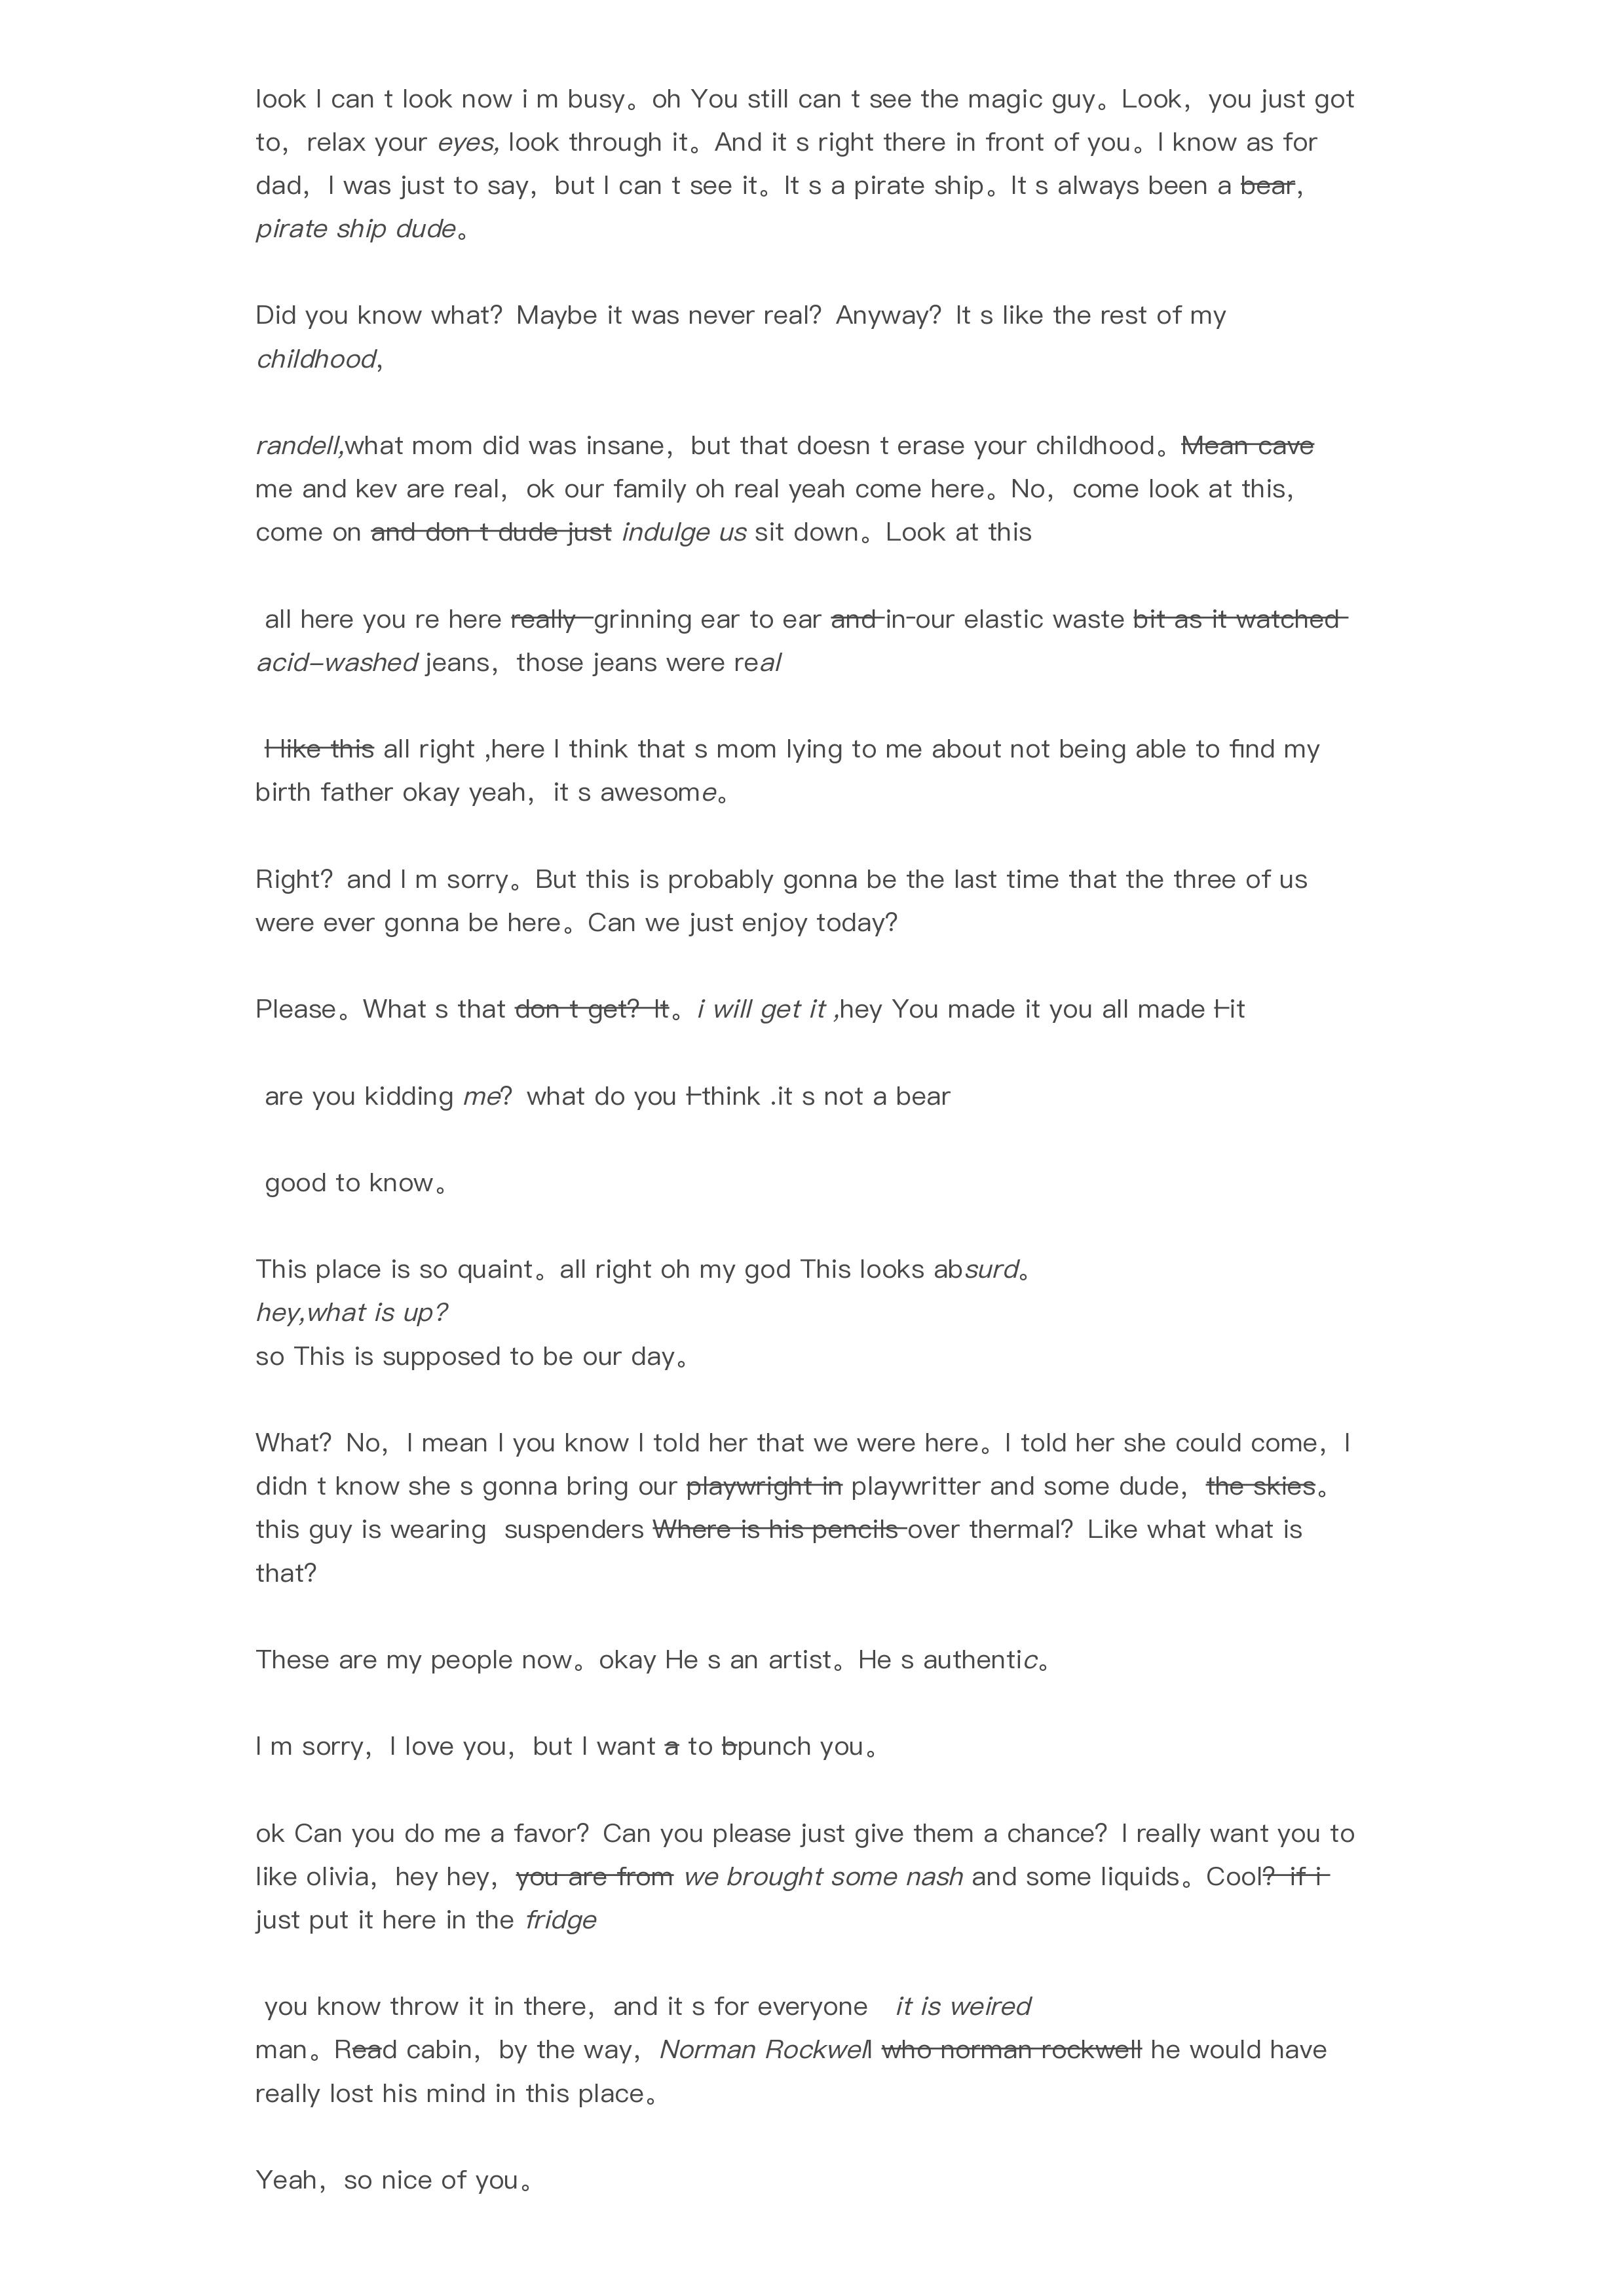 look I can t look now i m busy。oh You still can t see the magic guy。Look，you just got
to，relax your eyes, look through it。And it s right there in front of you。I know as for
dad，I was just to say，but I can t see it。It s a pirate ship。It s always been a bear，
pirate ship dude。
Did you know what？Maybe it was never real？Anyway？It s like the rest of my
childhood，
randell,what mom did was insane，but that doesn t erase your childhood。Mean cave
me and kev are real，ok our family oh real yeah come here。No，come look at this，
come on and don t dude just indulge us sit down。Look at this
all here you re here really grinning ear to ear and in our elastic waste bit as it watched
acid-washed jeans，those jeans were real
I like this all right ,here I think that s mom lying to me about not being able to find my
birth father okay yeah，it s awesome。
Right？and I m sorry。But this is probably gonna be the last time that the three of us
were ever gonna be here。Can we just enjoy today？
Please。What s that don t get？It。i will get it ,hey You made it you all made I it
are you kidding me？what do you I think .it s not a bear
good to know。
This place is so quaint。all right oh my god This looks absurd。
hey,what is up?
so This is supposed to be our day。
What？No，I mean I you know I told her that we were here。I told her she could come，I
didn t know she s gonna bring our playwright in playwritter and some dude，the skies。
this guy is wearing suspenders Where is his pencils over thermal？Like what what is
that？
These are my people now。okay He s an artist。He s authentic。
I m sorry，I love you，but I want a to bpunch you。
ok Can you do me a favor？Can you please just give them a chance？I really want you to
like olivia，hey hey，you are from we brought some nash and some liquids。Cool？if i
just put it here in the fridge
you know throw it in there，and it s for everyone it is weired
man。Read cabin，by the way，Norman Rockwell who norman rockwell he would have
really lost his mind in this place。
Yeah，so nice of you。